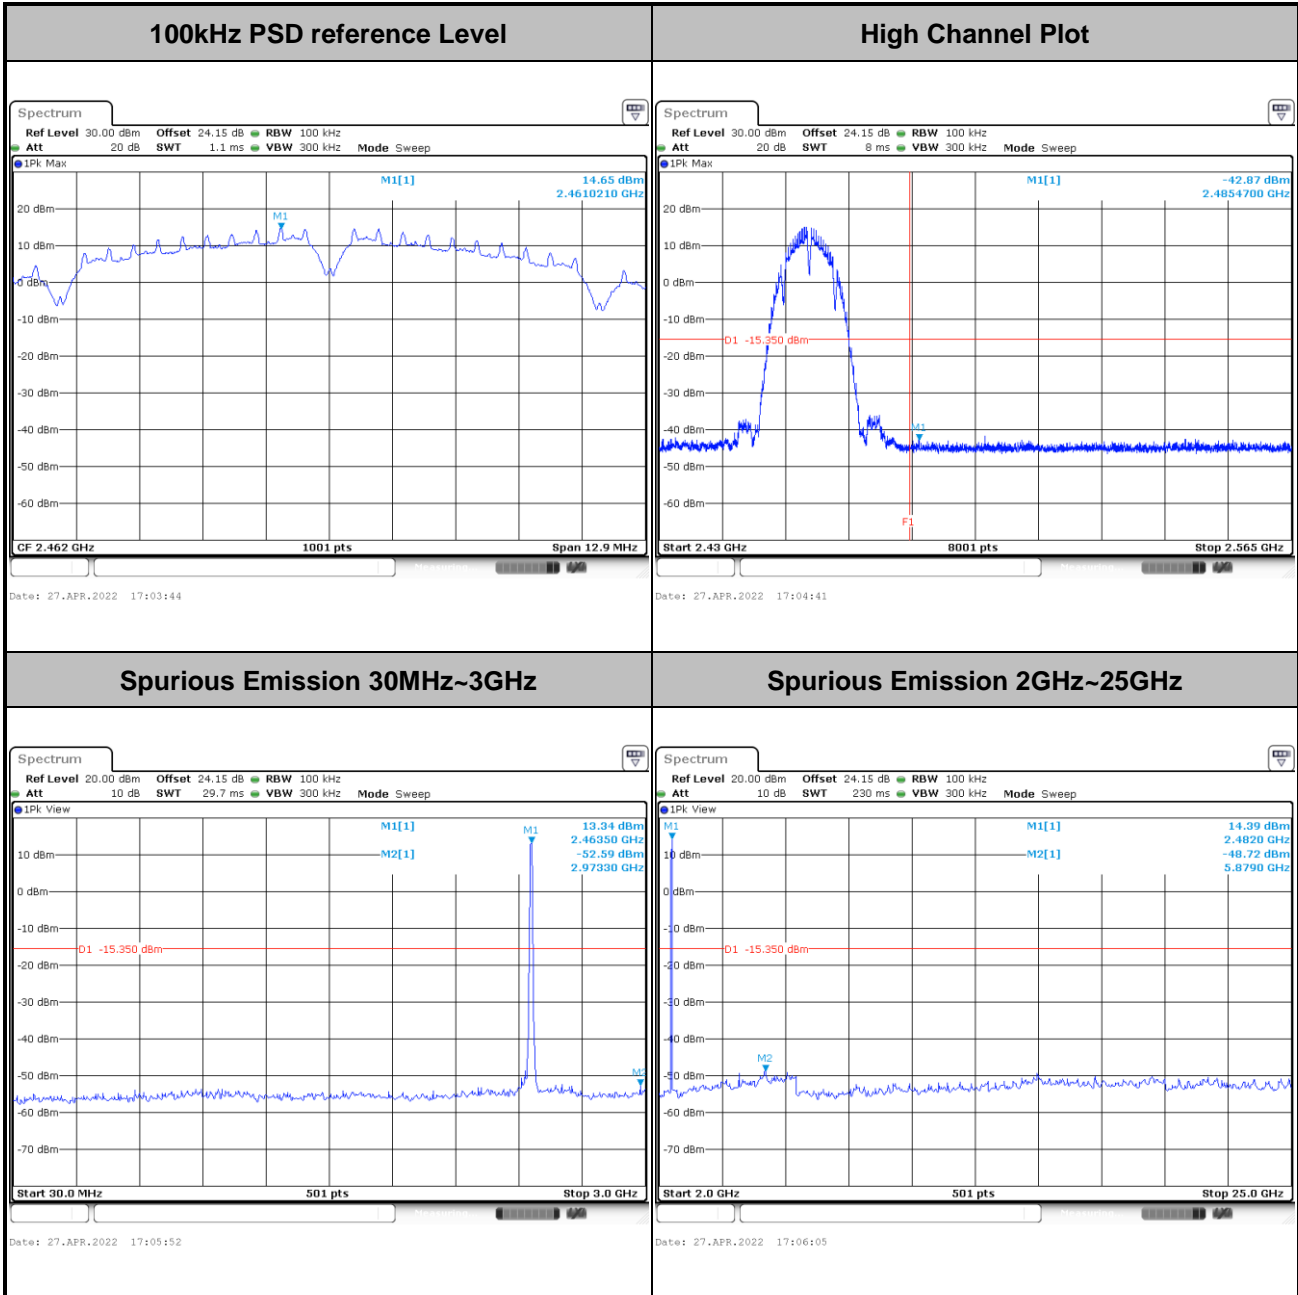 100kHz PSD reference Level
High Channel Plot
Spectrum
Ref Level 30.00 dBm Offset 24.15 dB RBW 100 kHz
Att 20 dB SWT 1.1 ms VBW 300 kHz Mode Sweep
1Pk Max
M1[1] 14.65 dBm
2.4610210 GHz
M1
20 dBm
10 dBm
0 dBm
-10 dBm
-20 dBm
-30 dBm
-40 dBm
-50 dBm
-60 dBm
CF 2.462 GHz 1001 pts Span 12.9 MHz
Measuring
Date: 27.APR.2022 17:03:44
Spectrum
Ref Level 30.00 dBm Offset 24.15 dB RBW 100 kHz
Att 20 dB SWT 8 ms VBW 300 kHz Mode Sweep
1Pk Max
M1[1] -42.87 dBm
2.4854700 GHz
20 dBm
10 dBm
0 dBm
-10 dBm
D1 -15.350 dBm
-20 dBm
-30 dBm
-40 dBm
M1
-50 dBm
-60 dBm
F1
Start 2.43 GHz 8001 pts Stop 2.565 GHz
Measuring
Date: 27.APR.2022 17:04:41
Spurious Emission 30MHz~3GHz
Spurious Emission 2GHz~25GHz
Spectrum
Ref Level 20.00 dBm Offset 24.15 dB RBW 100 kHz
Att 10 dB SWT 29.7 ms VBW 300 kHz Mode Sweep
1Pk View
M1[1] 13.34 dBm
2.46350 GHz
M2[1] -52.59 dBm
2.97330 GHz
M1
10 dBm
0 dBm
-10 dBm
D1 -15.350 dBm
-20 dBm
-30 dBm
-40 dBm
-50 dBm
M2
-60 dBm
-70 dBm
Start 30.0 MHz 501 pts Stop 3.0 GHz
Measuring
Date: 27.APR.2022 17:05:52
Spectrum
Ref Level 20.00 dBm Offset 24.15 dB RBW 100 kHz
Att 10 dB SWT 230 ms VBW 300 kHz Mode Sweep
1Pk View
M1[1] 14.39 dBm
2.4820 GHz
M2[1] -48.72 dBm
5.8790 GHz
M1
10 dBm
0 dBm
-10 dBm
D1 -15.350 dBm
-20 dBm
-30 dBm
-40 dBm
M2
-50 dBm
-60 dBm
-70 dBm
Start 2.0 GHz 501 pts Stop 25.0 GHz
Measuring
Date: 27.APR.2022 17:06:05